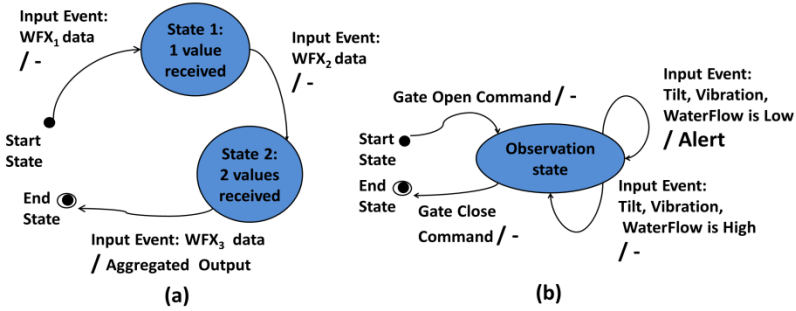 Input Event:
WFX1 data
/ -
State 1:
1 value
received
Input Event:
WFX2 data
/ -
Start
State
State 2:
2 values
received
End
State
Input Event: WFX3 data
/ Aggregated Output
(a)
Gate Open Command / -
Input Event:
Tilt, Vibration,
WaterFlow is Low
/ Alert
Start
State
Observation
state
End
State
Gate Close
Command / -
Input Event:
Tilt, Vibration,
WaterFlow is High
/ -
(b)